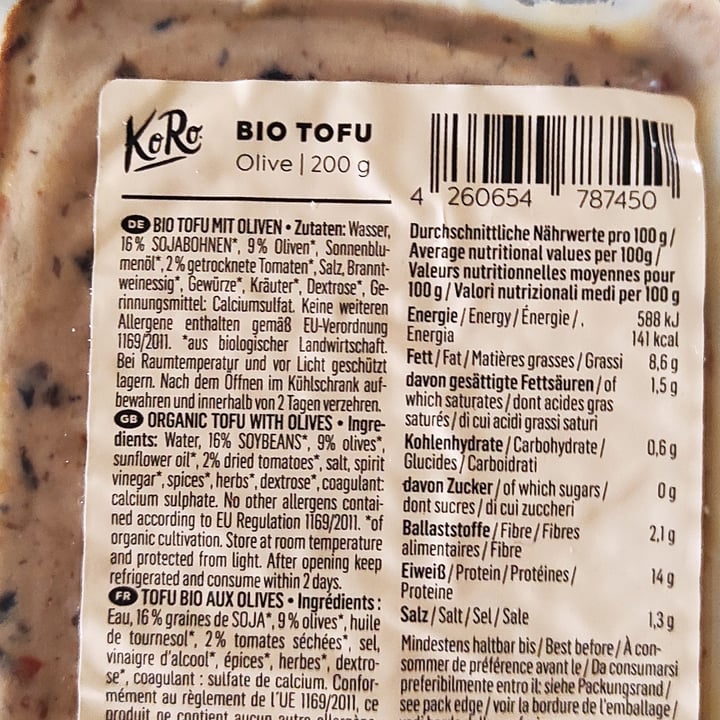 KoRo
BIO TOFU
Olive | 200 g
4 260654 787450
DE BIO TOFU MIT OLIVEN • Zutaten: Wasser,
16% SOJABOHNEN*, 9% Oliven*, Sonnenblu-
menöl*, 2% getrocknete Tomaten*, Salz, Brannt-
weinessig*, Gewürze*, Kräuter*, Dextrose*, Ge-
rinnungsmittel: Calciumsulfat. Keine weiteren
Allergene enthalten gemäß EU-Verordnung
1169/2011. *aus biologischer Landwirtschaft.
Bei Raumtemperatur und vor Licht geschützt
lagern. Nach dem Öffnen im Kühlschrank auf-
bewahren und innerhalb von 2 Tagen verzehren.
GB ORGANIC TOFU WITH OLIVES • Ingre-
dients: Water, 16% SOYBEANS*, 9% olives*,
sunflower oil*, 2% dried tomatoes*, salt, spirit
vinegar*, spices*, herbs*, dextrose*, coagulant:
calcium sulphate. No other allergens contai-
ned according to EU Regulation 1169/2011. *of
organic cultivation. Store at room temperature
and protected from light. After opening keep
refrigerated and consume within 2 days.
FR TOFU BIO AUX OLIVES • Ingrédients :
Eau, 16% graines de SOJA*, 9% olives*, huile
de tournesol*, 2% tomates séchées*, sel,
vinaigre d'alcool*, épices*, herbes*, dextro-
se*, coagulant : sulfate de calcium. Confor-
mément au règlement de l'UE 1169/2011, ce
produit ne contient aucun autre
Durchschnittliche Nährwerte pro 100 g /
Average nutritional values per 100g /
Valeurs nutritionnelles moyennes pour
100 g / Valori nutrizionali medi per 100 g
Energie / Energy / Énergie / . 588 kJ
Energia 141 kcal
Fett / Fat / Matières grasses / Grassi 8,6 g
davon gesättigte Fettsäuren / of 1,5 g
which saturates / dont acides gras
saturés / di cui acidi grassi saturi
Kohlenhydrate / Carbohydrate / 0,6 g
Glucides / Carboidrati
davon Zucker / of which sugars / 0 g
dont sucres / di cui zuccheri
Ballaststoffe / Fibre / Fibres 2,1 g
alimentaires / Fibre
Eiweiß / Protein / Protéines / 14 g
Proteine
Salz / Salt / Sel / Sale 1,3 g
Mindestens haltbar bis / Best before / À con-
sommer de préférence avant le / Da consumarsi
preferibilmente entro il: siehe Packungsrand /
see pack edge / voir la bordure de l'emballage /